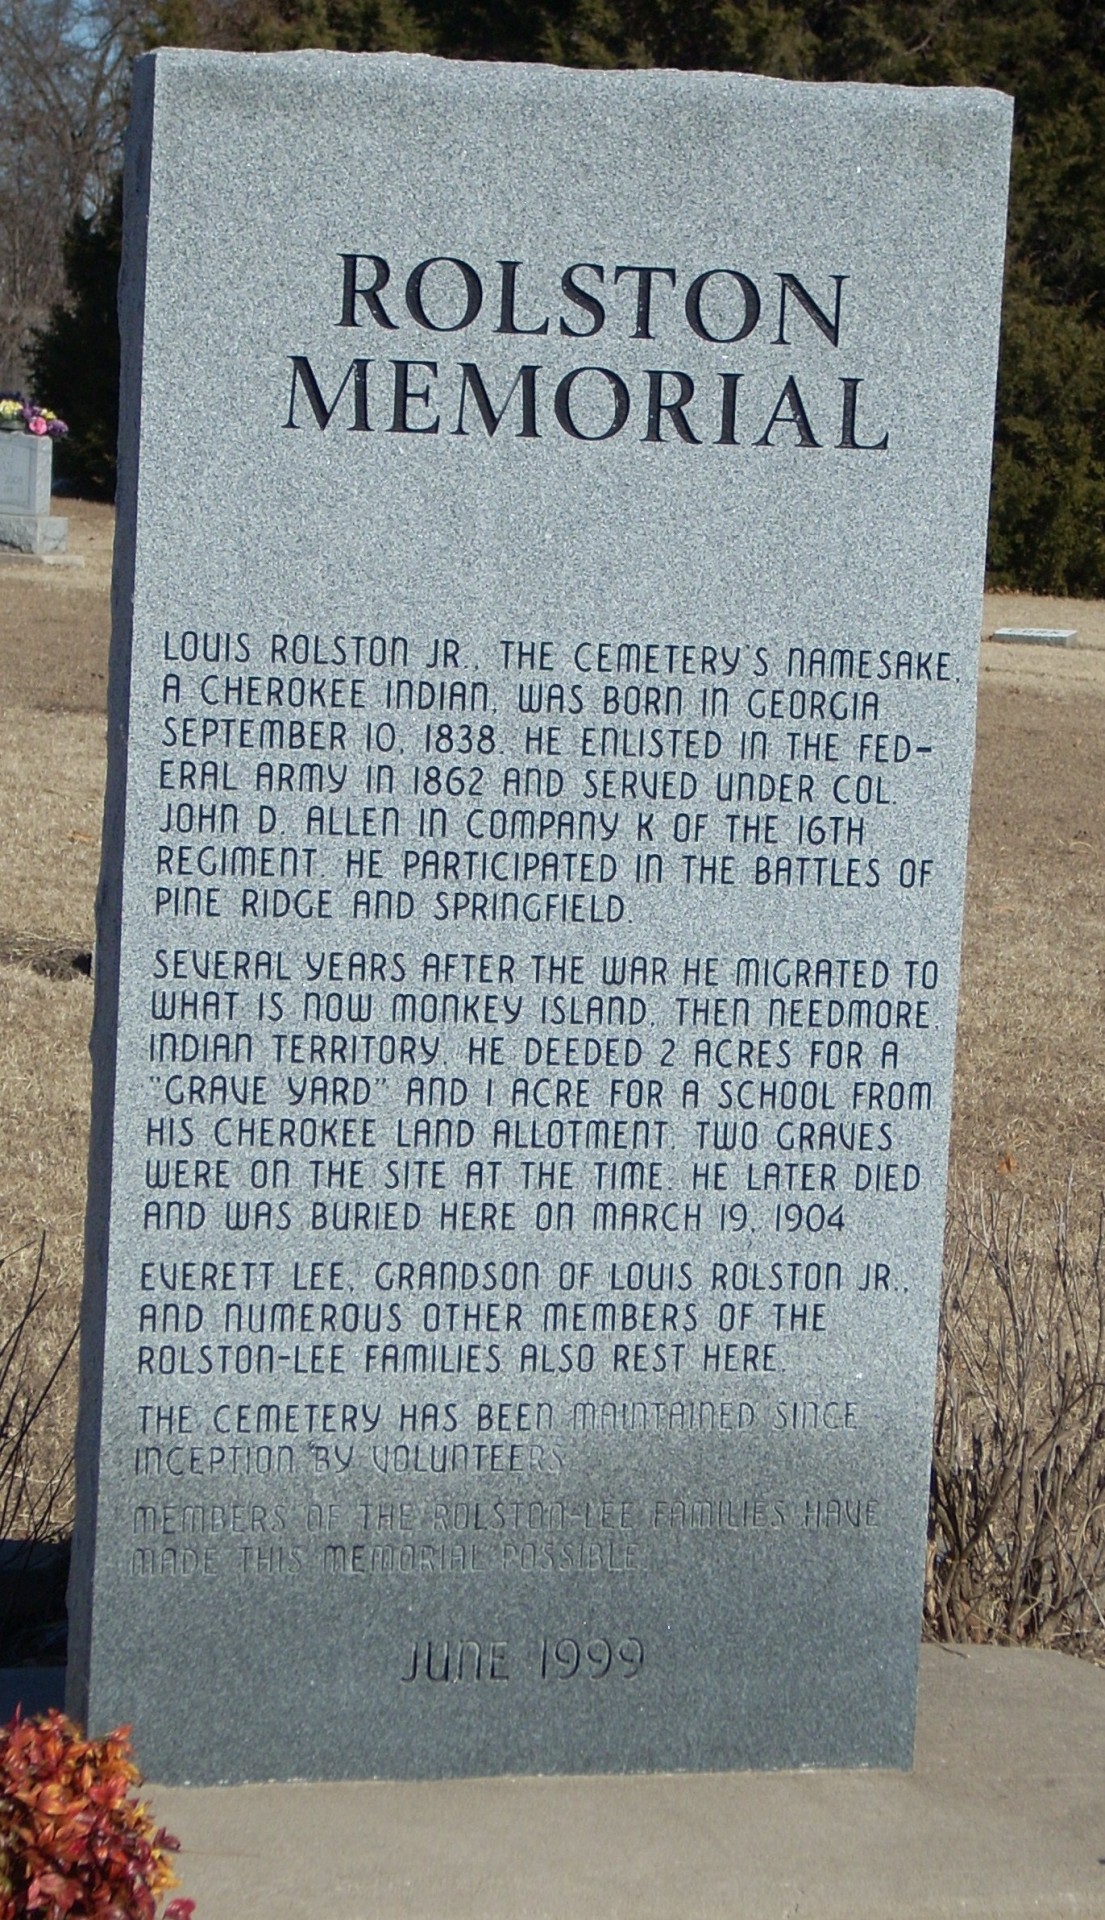 ROLSTON
MEMORIAL
LOUIS ROLSTON JR., THE CEMETERY'S NAMESAKE,
A CHEROKEE INDIAN, WAS BORN IN GEORGIA
SEPTEMBER 10, 1838. HE ENLISTED IN THE FED-
ERAL ARMY IN 1862 AND SERVED UNDER COL.
JOHN D. ALLEN IN COMPANY K OF THE 16TH
REGIMENT. HE PARTICIPATED IN THE BATTLES OF
PINE RIDGE AND SPRINGFIELD.
SEVERAL YEARS AFTER THE WAR HE MIGRATED TO
WHAT IS NOW MONKEY ISLAND, THEN NEEDMORE,
INDIAN TERRITORY. HE DEEDED 2 ACRES FOR A
"GRAVE YARD" AND 1 ACRE FOR A SCHOOL FROM
HIS CHEROKEE LAND ALLOTMENT. TWO GRAVES
WERE ON THE SITE AT THE TIME. HE LATER DIED
AND WAS BURIED HERE ON MARCH 19, 1904
EVERETT LEE, GRANDSON OF LOUIS ROLSTON JR.,
AND NUMEROUS OTHER MEMBERS OF THE
ROLSTON-LEE FAMILIES ALSO REST HERE.
THE CEMETERY HAS BEEN MAINTAINED SINCE
INCEPTION BY VOLUNTEERS
MEMBERS OF THE ROLSTON-LEE FAMILIES HAVE
MADE THIS MEMORIAL POSSIBLE.
JUNE 1999